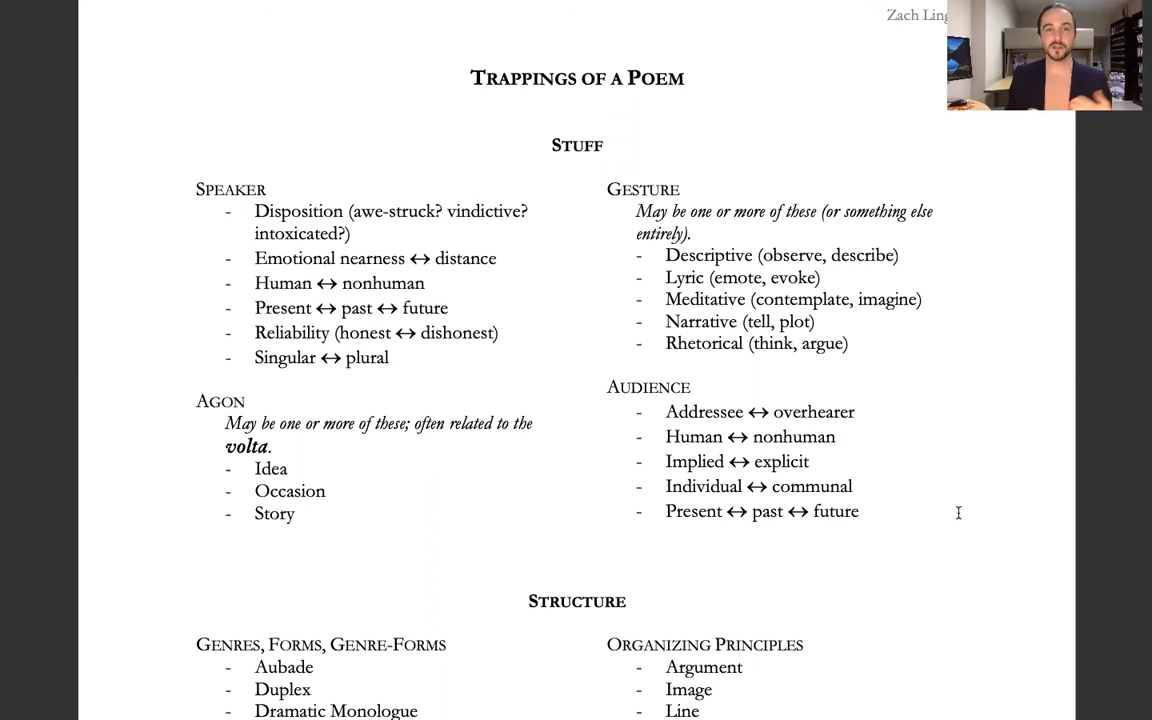 Zach Ling
TRAPPINGS OF A POEM
STUFF
SPEAKER
- Disposition (awe-struck? vindictive?
intoxicated?)
- Emotional nearness ↔ distance
- Human ↔ nonhuman
- Present ↔ past ↔ future
- Reliability (honest ↔ dishonest)
- Singular ↔ plural
AGON
May be one or more of these; often related to the
volta.
- Idea
- Occasion
- Story
GESTURE
May be one or more of these (or something else
entirely).
- Descriptive (observe, describe)
- Lyric (emote, evoke)
- Meditative (contemplate, imagine)
- Narrative (tell, plot)
- Rhetorical (think, argue)
AUDIENCE
- Addressee ↔ overhearer
- Human ↔ nonhuman
- Implied ↔ explicit
- Individual ↔ communal
- Present ↔ past ↔ future
STRUCTURE
GENRES, FORMS, GENRE-FORMS
- Aubade
- Duplex
- Dramatic Monologue
ORGANIZING PRINCIPLES
- Argument
- Image
- Line